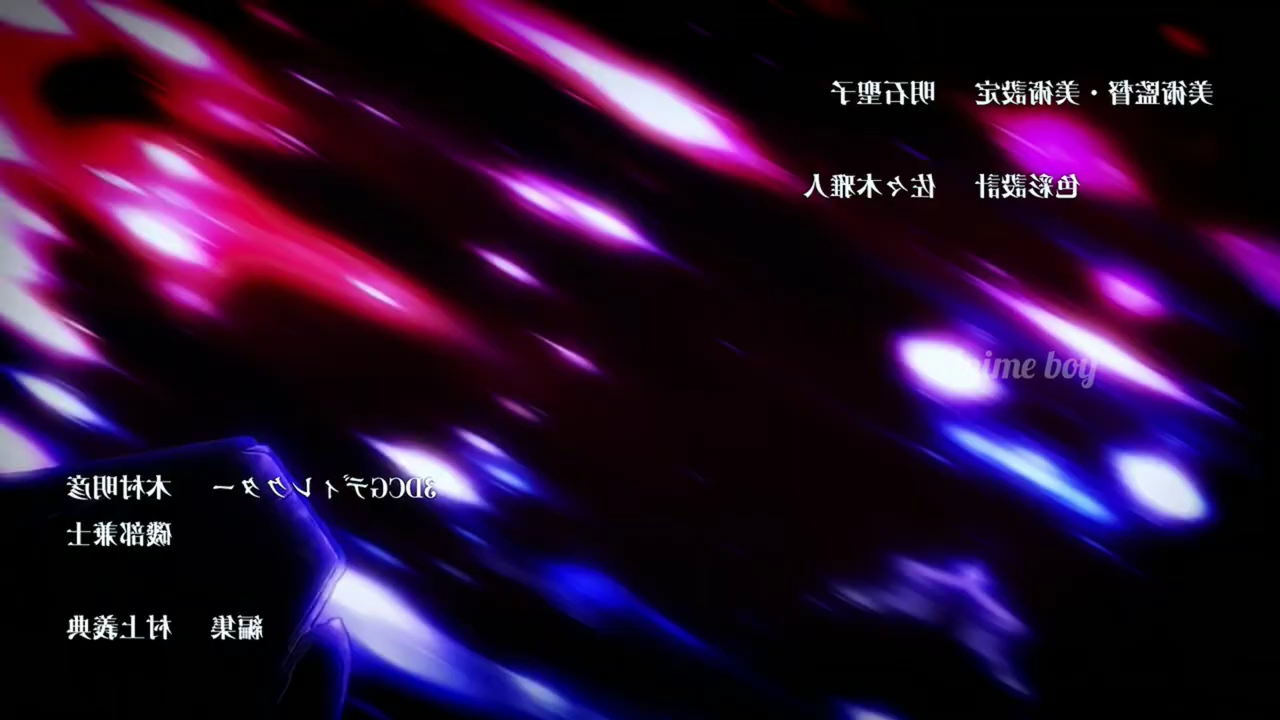 美術監督・美術設定 明石聖子
色彩設計 佐々木雅人
nime boy
3DCGディレクター 木村明彦
磯部兼士
編集 村上義典